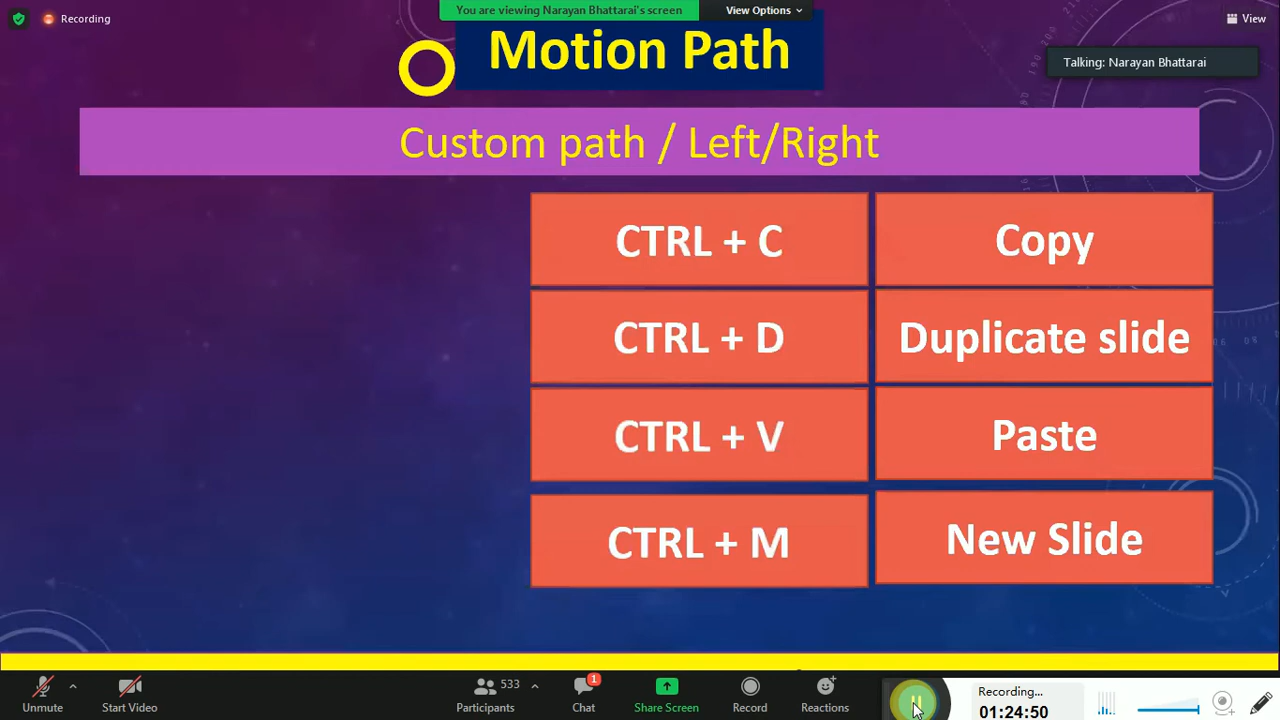 Recording
You are viewing Narayan Bhattarai's screen
View Options
View
Motion Path
Talking: Narayan Bhattarai
Custom path / Left/Right
CTRL + C
Copy
CTRL + D
Duplicate slide
CTRL + V
Paste
CTRL + M
New Slide
Unmute
Start Video
533
Participants
1
Chat
Share Screen
Record
Reactions
Recording...
01:24:50